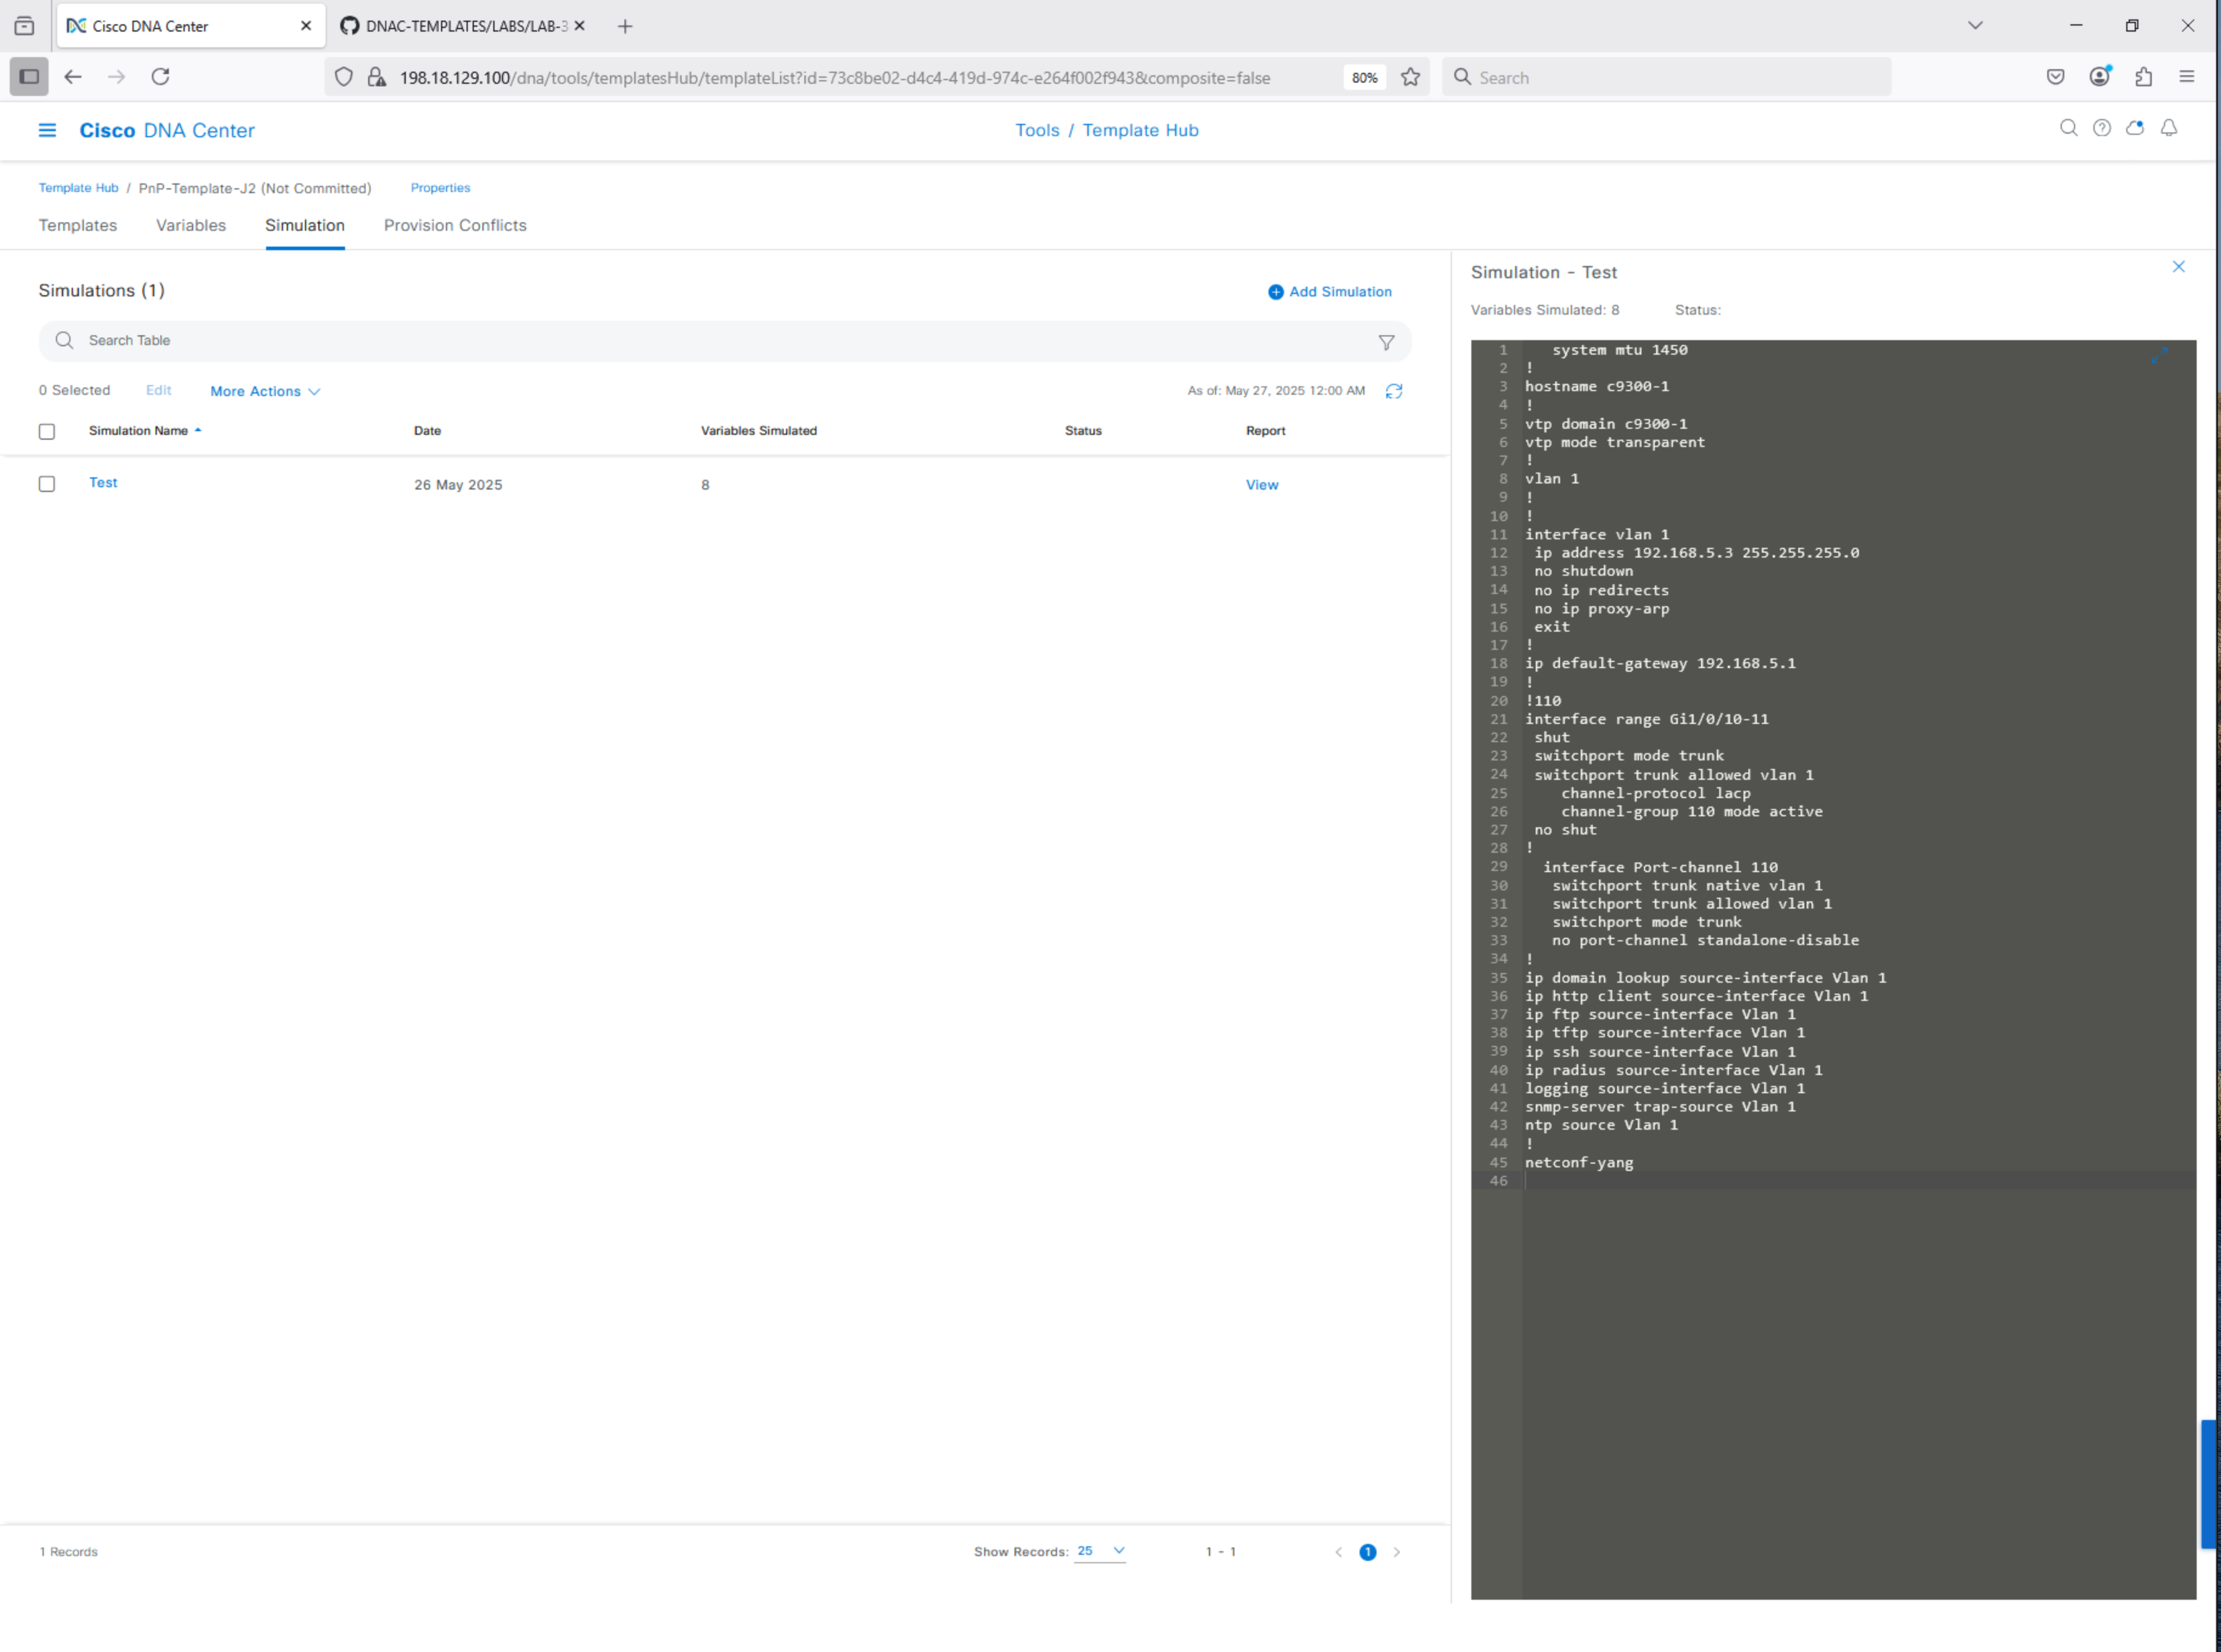 Cisco DNA Center
DNAC-TEMPLATES/LABS/LAB-3
198.18.129.100/dna/tools/templatesHub/templateList?id=73c8be02-d4c4-419d-974c-e264f002f943&composite=false
80%
Search
Cisco DNA Center
Tools / Template Hub
Template Hub / PnP-Template-J2 (Not Committed) Properties
Templates Variables Simulation Provision Conflicts
Simulations (1)
Add Simulation
Search Table
0 Selected Edit More Actions As of: May 27, 2025 12:00 AM
Simulation Name Date Variables Simulated Status Report
Test 26 May 2025 8 View
1 Records Show Records: 25 1 - 1 1
Simulation - Test
Variables Simulated: 8 Status:
1 system mtu 1450
2 !
3 hostname c9300-1
4 !
5 vtp domain c9300-1
6 vtp mode transparent
7 !
8 vlan 1
9 !
10 !
11 interface vlan 1
12 ip address 192.168.5.3 255.255.255.0
13 no shutdown
14 no ip redirects
15 no ip proxy-arp
16 exit
17 !
18 ip default-gateway 192.168.5.1
19 !
20 !110
21 interface range Gi1/0/10-11
22 shut
23 switchport mode trunk
24 switchport trunk allowed vlan 1
25 channel-protocol lacp
26 channel-group 110 mode active
27 no shut
28 !
29 interface Port-channel 110
30 switchport trunk native vlan 1
31 switchport trunk allowed vlan 1
32 switchport mode trunk
33 no port-channel standalone-disable
34 !
35 ip domain lookup source-interface Vlan 1
36 ip http client source-interface Vlan 1
37 ip ftp source-interface Vlan 1
38 ip tftp source-interface Vlan 1
39 ip ssh source-interface Vlan 1
40 ip radius source-interface Vlan 1
41 logging source-interface Vlan 1
42 snmp-server trap-source Vlan 1
43 ntp source Vlan 1
44 !
45 netconf-yang
46